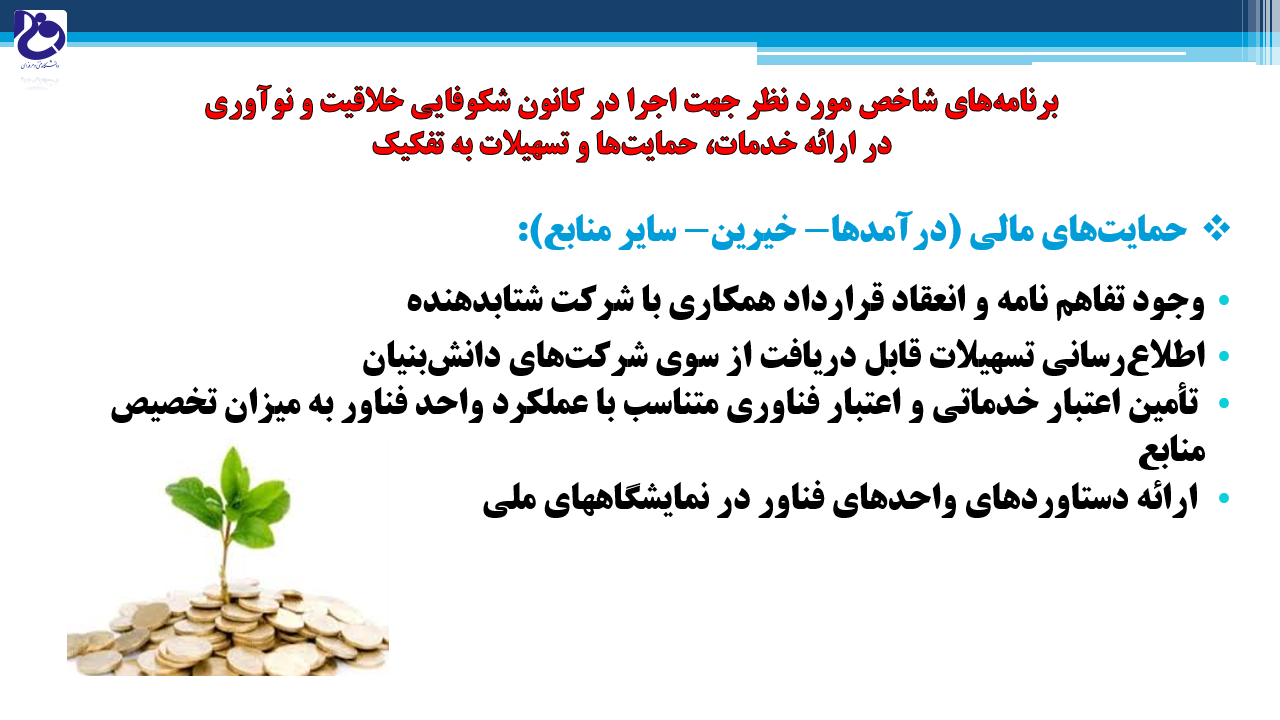 برنامه‌های شاخص مورد نظر جهت اجرا در کانون شکوفایی خلاقیت و نوآوری
در ارائه خدمات، حمایت‌ها و تسهیلات به تفکیک
❖ حمایت‌های مالی (درآمدها– خیرین– سایر منابع):
• وجود تفاهم نامه و انعقاد قرارداد همکاری با شرکت شتابدهنده
• اطلاع‌رسانی تسهیلات قابل دریافت از سوی شرکت‌های دانش‌بنیان
• تأمین اعتبار خدماتی و اعتبار فناوری متناسب با عملکرد واحد فناور به میزان تخصیص
منابع
• ارائه دستاوردهای واحدهای فناور در نمایشگاههای ملی